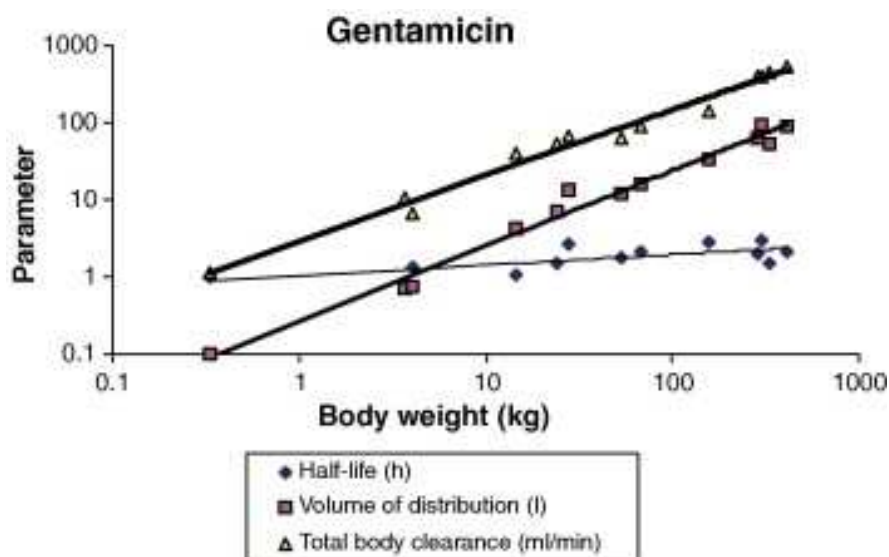 Gentamicin
1000
100
10
1
0.1
Parameter
0.1 1 10 100 1000
Body weight (kg)
Half-life (h)
Volume of distribution (l)
Total body clearance (ml/min)